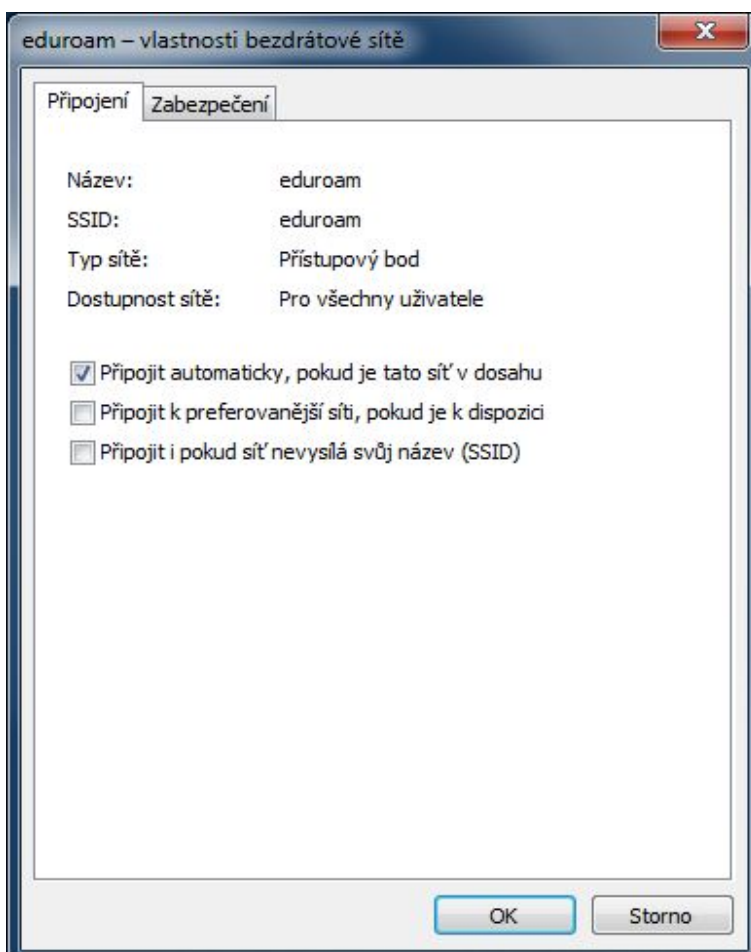 eduroam – vlastnosti bezdrátové sítě
Připojení Zabezpečení
Název: eduroam
SSID: eduroam
Typ sítě: Přístupový bod
Dostupnost sítě: Pro všechny uživatele
Připojit automaticky, pokud je tato síť v dosahu
Připojit k preferovanější síti, pokud je k dispozici
Připojit i pokud síť nevysílá svůj název (SSID)
OK Storno